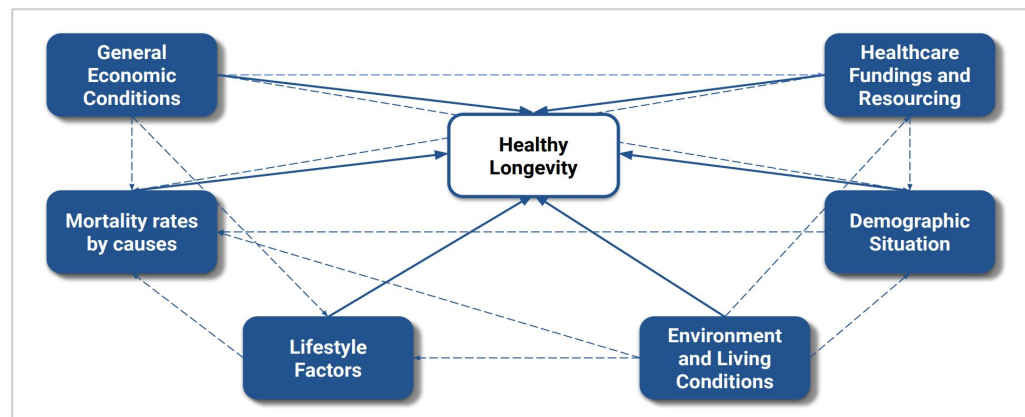 General
Economic
Conditions
Healthcare
Fundings and
Resourcing
Healthy
Longevity
Mortality rates
by causes
Demographic
Situation
Lifestyle
Factors
Environment
and Living
Conditions